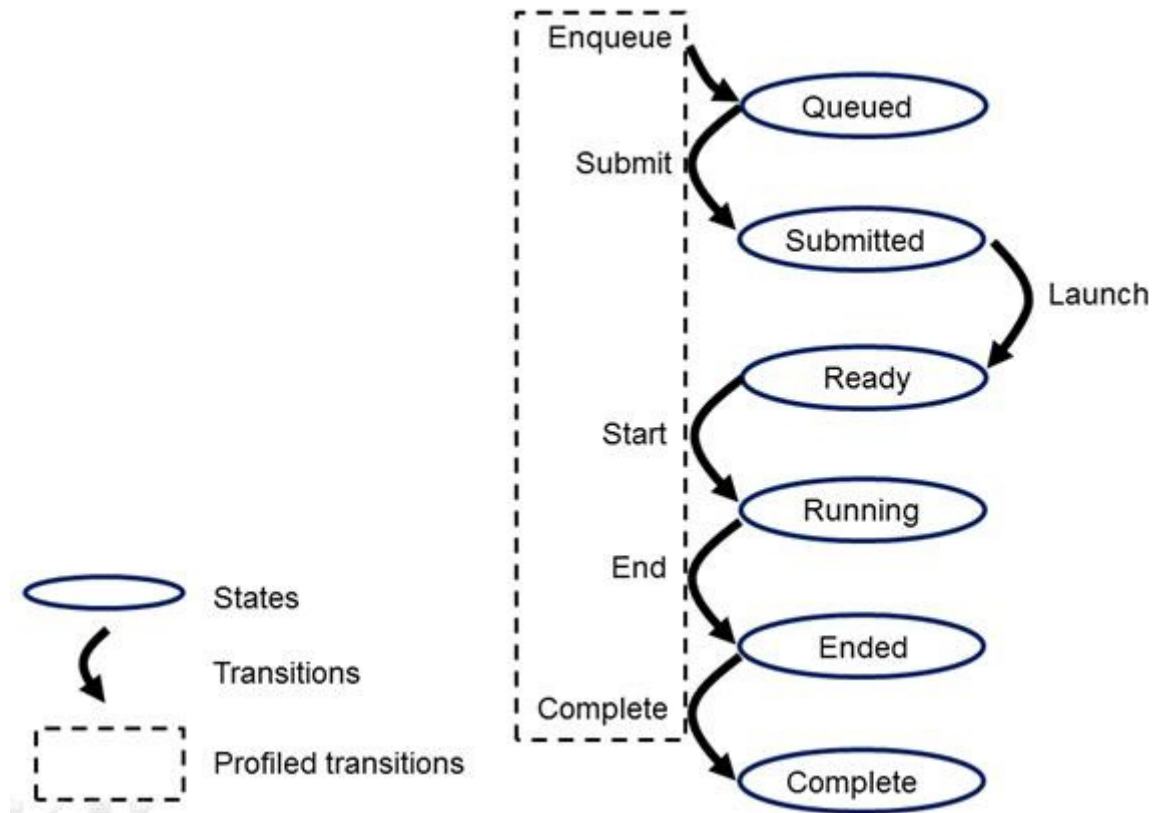 Enqueue
Queued
Submit
Submitted
Launch
Ready
Start
Running
End
States
Ended
Transitions
Complete
Profiled transitions
Complete